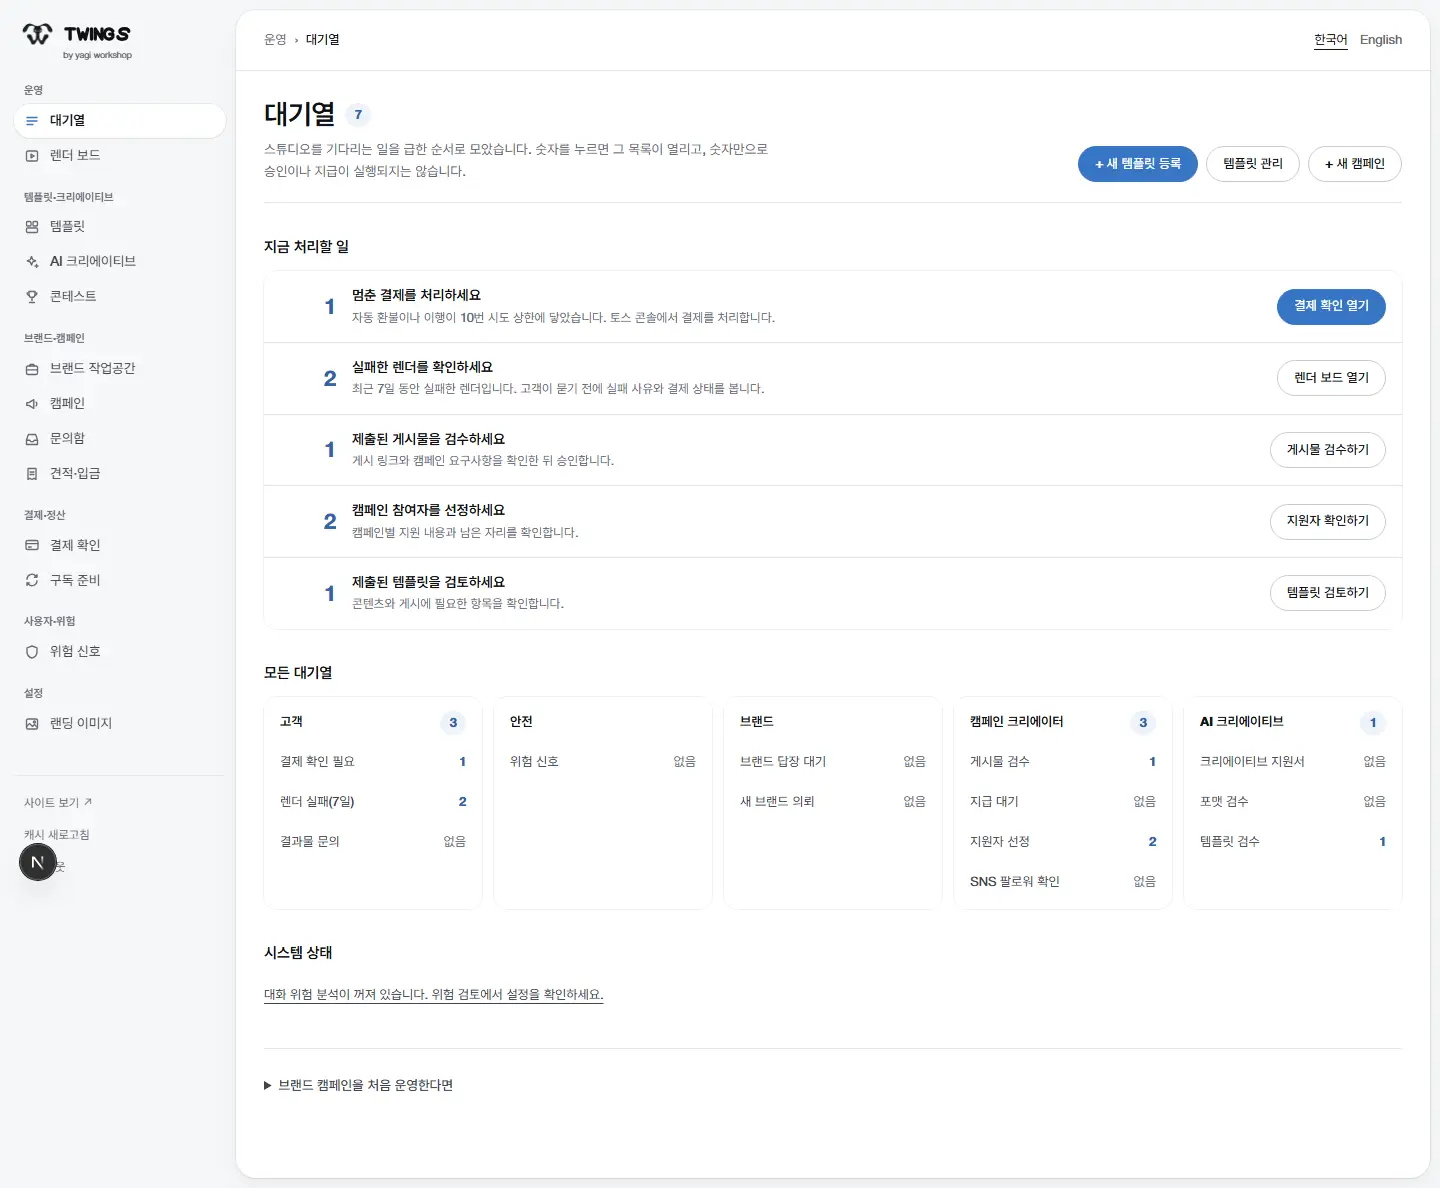 TWINGS
by yagi workshop
운영
대기열
렌더 보드
템플릿·크리에이티브
템플릿
AI 크리에이티브
콘테스트
브랜드·캠페인
브랜드 작업공간
캠페인
문의함
견적·입금
결제·정산
결제 확인
구독 준비
사용자·위험
위험 신호
설정
랜딩 이미지
사이트 보기 ↗
캐시 새로고침
N
웃
운영 › 대기열
한국어 English
대기열 7
스튜디오를 기다리는 일을 급한 순서로 모았습니다. 숫자를 누르면 그 목록이 열리고, 숫자만으로
승인이나 지급이 실행되지는 않습니다.
+ 새 템플릿 등록 템플릿 관리 + 새 캠페인
지금 처리할 일
1 멈춘 결제를 처리하세요
자동 환불이나 이행이 10번 시도 상한에 닿았습니다. 토스 콘솔에서 결제를 처리합니다.
결제 확인 열기
2 실패한 렌더를 확인하세요
최근 7일 동안 실패한 렌더입니다. 고객이 묻기 전에 실패 사유와 결제 상태를 봅니다.
렌더 보드 열기
1 제출된 게시물을 검수하세요
게시 링크와 캠페인 요구사항을 확인한 뒤 승인합니다.
게시물 검수하기
2 캠페인 참여자를 선정하세요
캠페인별 지원 내용과 남은 자리를 확인합니다.
지원자 확인하기
1 제출된 템플릿을 검토하세요
콘텐츠와 게시에 필요한 항목을 확인합니다.
템플릿 검토하기
모든 대기열
고객 3
결제 확인 필요 1
렌더 실패(7일) 2
결과물 문의 없음
안전
위험 신호 없음
브랜드
브랜드 답장 대기 없음
새 브랜드 의뢰 없음
캠페인 크리에이터 3
게시물 검수 1
지급 대기 없음
지원자 선정 2
SNS 팔로워 확인 없음
AI 크리에이티브 1
크리에이티브 지원서 없음
포맷 검수 없음
템플릿 검수 1
시스템 상태
대화 위험 분석이 꺼져 있습니다. 위험 검토에서 설정을 확인하세요.
▶ 브랜드 캠페인을 처음 운영한다면